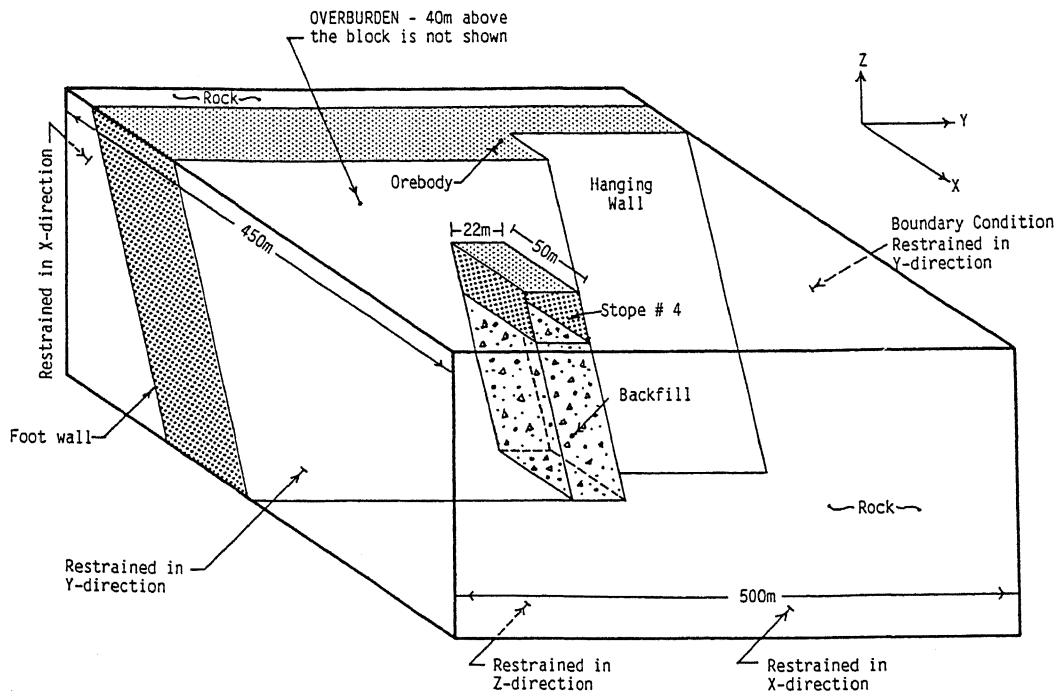 OVERBURDEN - 40m above
the block is not shown
Rock
Z
Y
X
Restrained in X-direction
Orebody
Hanging
Wall
Boundary Condition
Restrained in
Y-direction
450m
22m
50m
Stope # 4
Backfill
Foot wall
Rock
Restrained in
Y-direction
500m
Restrained in
Z-direction
Restrained in
X-direction